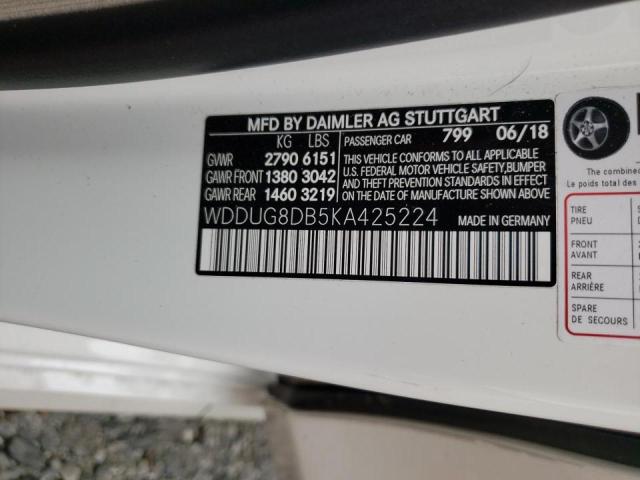 MFD BY DAIMLER AG STUTTGART
KG LBS PASSENGER CAR 799 06/18
GVWR 2790 6151
GAWR FRONT 1380 3042
GAWR REAR 1460 3219
THIS VEHICLE CONFORMS TO ALL APPLICABLE
U.S. FEDERAL MOTOR VEHICLE SAFETY,BUMPER
AND THEFT PREVENTION STANDARDS IN EFFECT
ON THE DATE OF MANUFACTURE SHOWN ABOVE.
WDDUG8DB5KA425224 MADE IN GERMANY
The combined
Le poids total des
TIRE
PNEU
FRONT
AVANT
REAR
ARRIÈRE
SPARE
DE SECOURS